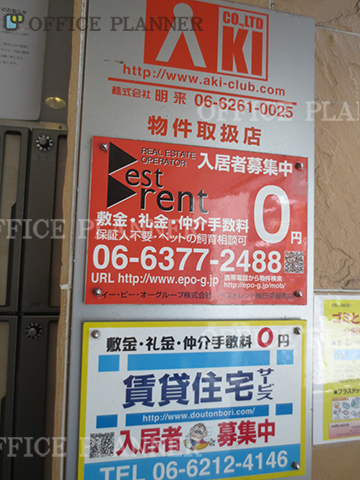 OFFICE PLANNER
CO.,LTD
AKI
http://www.aki-club.com
株式会社 明来 06-6261-0025
物件取扱店
REAL ESTATE
OPERATOR
入居者募集中
Best
rent
敷金・礼金・仲介手数料
保証人不要・ペットの飼育相談可
0円
06-6377-2488
URL http://www.epo-g.jp/
携帯電話から物件検索
http://epo-g.jp/mob/
イー・ピー・オーグループ株式会社
敷金・礼金・仲介手数料 0円
賃貸住宅サービス
http://www.doutonbori.com/
入居者募集中
TEL 06-6212-4146